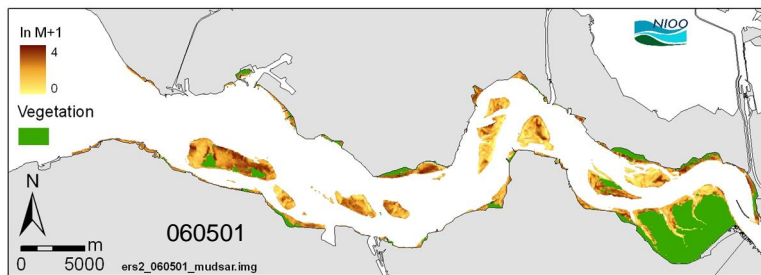 ln M+1
4
0
Vegetation
N
0
5000
m
060501
ers2_060501_mudsar.img
NIOO